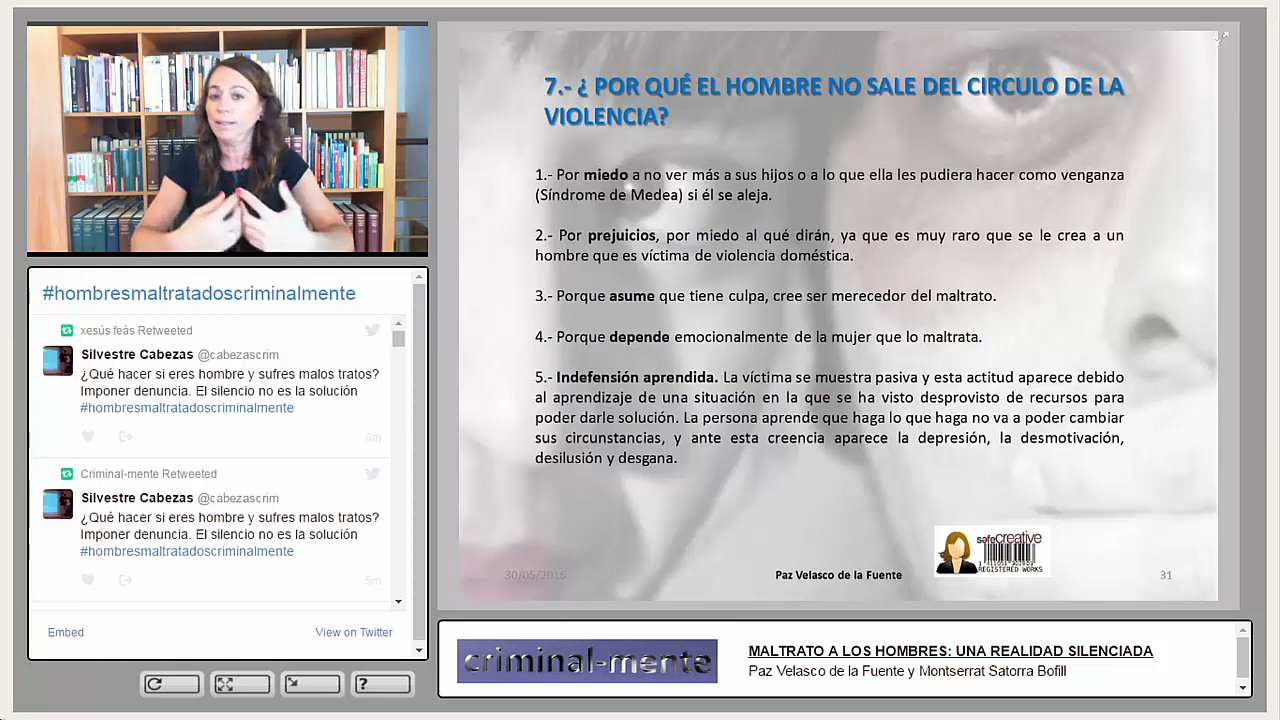 7.- ¿ POR QUÉ EL HOMBRE NO SALE DEL CIRCULO DE LA
VIOLENCIA?
1.- Por miedo a no ver más a sus hijos o a lo que ella les pudiera hacer como venganza
(Síndrome de Medea) si él se aleja.
2.- Por prejuicios, por miedo al qué dirán, ya que es muy raro que se le crea a un
hombre que es víctima de violencia doméstica.
3.- Porque asume que tiene culpa, cree ser merecedor del maltrato.
4.- Porque depende emocionalmente de la mujer que lo maltrata.
5.- Indefensión aprendida. La víctima se muestra pasiva y esta actitud aparece debido
al aprendizaje de una situación en la que se ha visto desprovisto de recursos para
poder darle solución. La persona aprende que haga lo que haga no va a poder cambiar
sus circunstancias, y ante esta creencia aparece la depresión, la desmotivación,
desilusión y desgana.
safecreative
REGISTERED WORKS
30/05/2016
Paz Velasco de la Fuente
31
#hombresmaltratadoscriminalmente
xesús feás Retweeted
Silvestre Cabezas @cabezascrim
¿Qué hacer si eres hombre y sufres malos tratos?
Imponer denuncia. El silencio no es la solución
#hombresmaltratadoscriminalmente
8m
Criminal-mente Retweeted
Silvestre Cabezas @cabezascrim
¿Qué hacer si eres hombre y sufres malos tratos?
Imponer denuncia. El silencio no es la solución
#hombresmaltratadoscriminalmente
5m
Embed
View on Twitter
?
criminal-mente
MALTRATO A LOS HOMBRES: UNA REALIDAD SILENCIADA
Paz Velasco de la Fuente y Montserrat Satorra Bofill